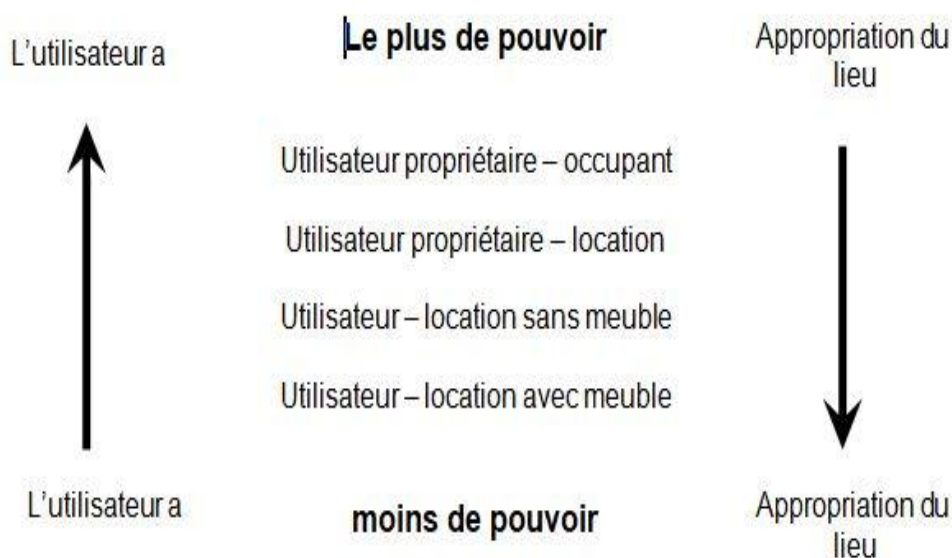 L'utilisateur a
Le plus de pouvoir
Appropriation du
lieu
Utilisateur propriétaire – occupant
Utilisateur propriétaire – location
Utilisateur – location sans meuble
Utilisateur – location avec meuble
L'utilisateur a
moins de pouvoir
Appropriation du
lieu